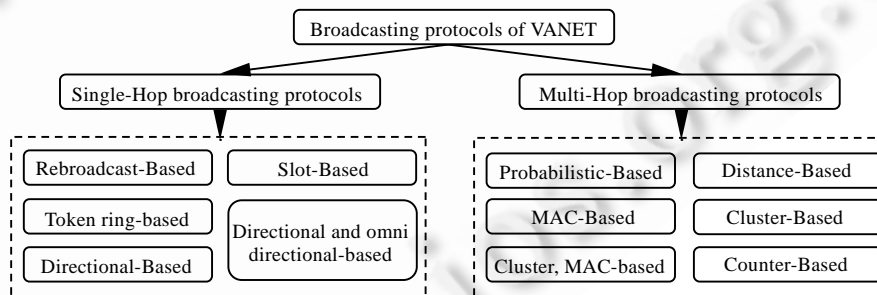 Broadcasting protocols of VANET
Single-Hop broadcasting protocols
Multi-Hop broadcasting protocols
Rebroadcast-Based
Slot-Based
Token ring-based
Directional and omni
directional-based
Directional-Based
Probabilistic-Based
Distance-Based
MAC-Based
Cluster-Based
Cluster, MAC-based
Counter-Based